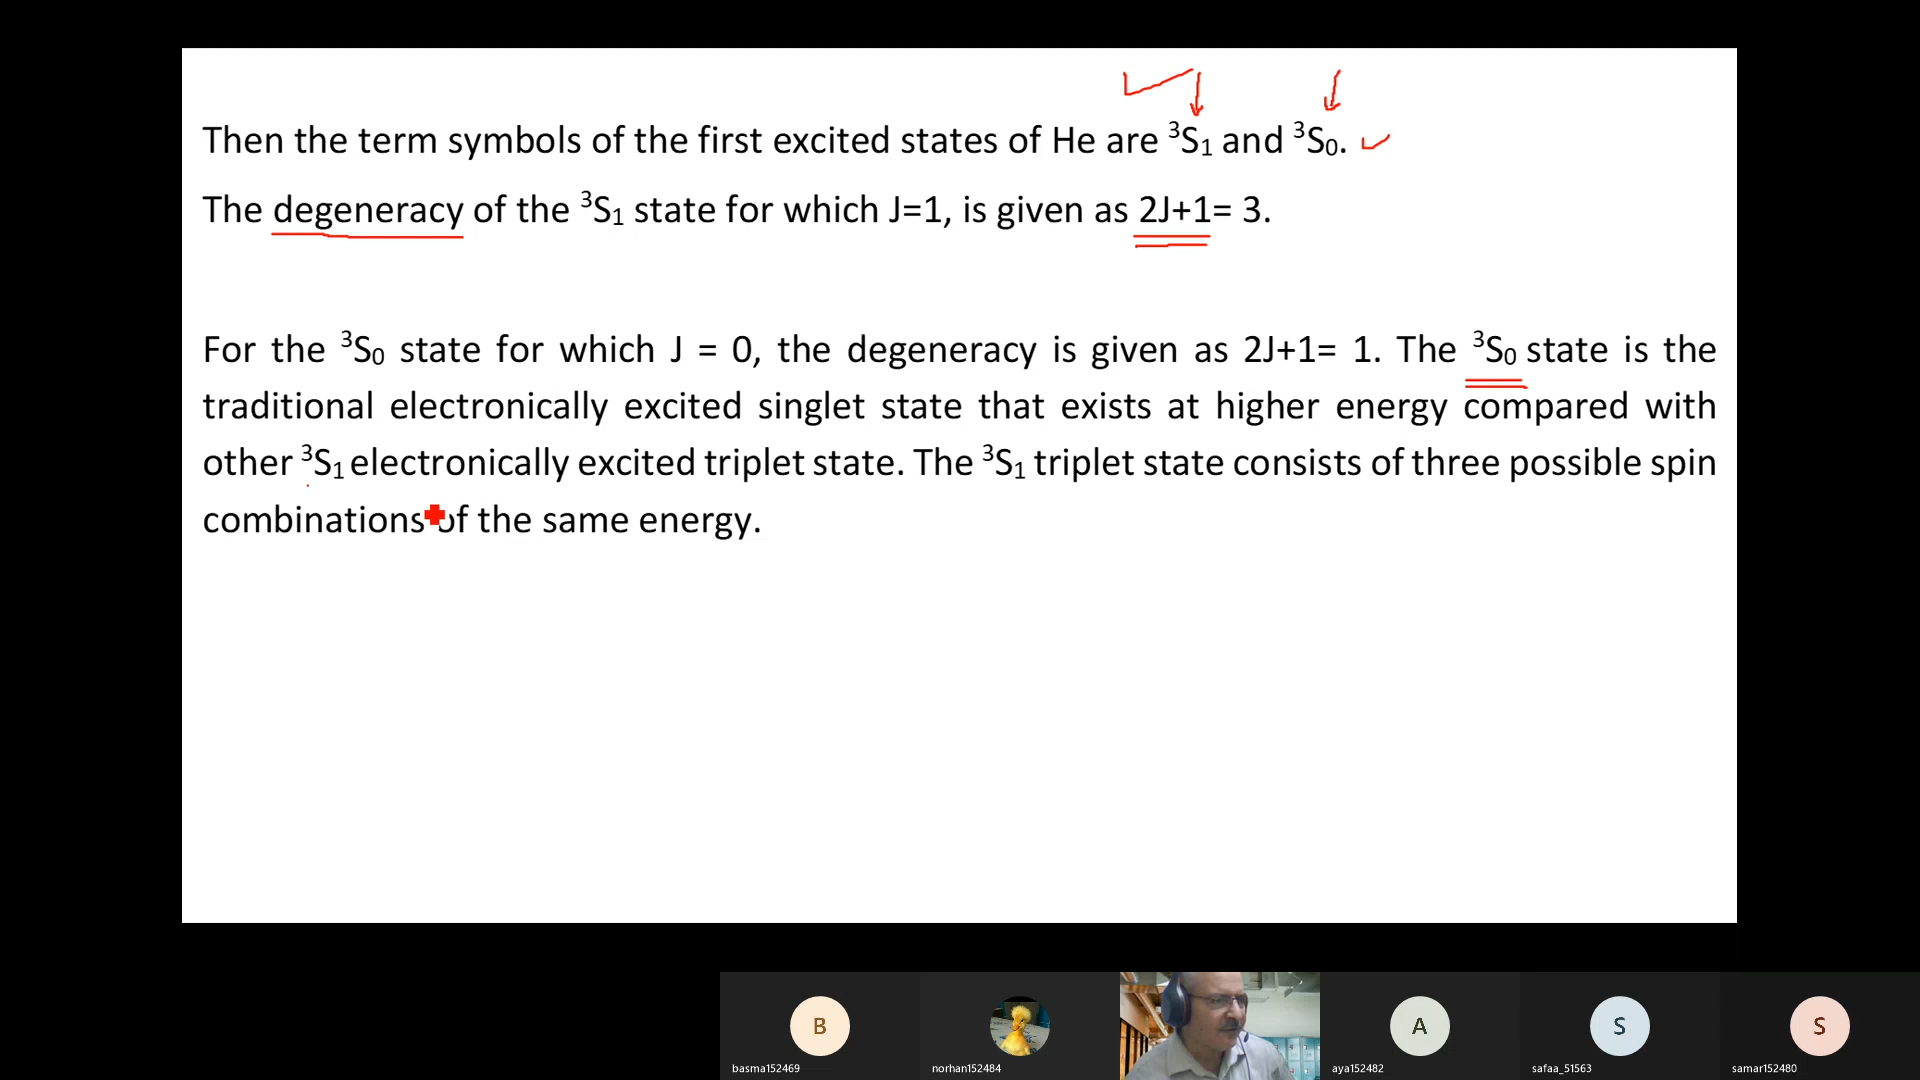 Then the term symbols of the first excited states of He are ³S₁ and ³S₀.
The degeneracy of the ³S₁ state for which J=1, is given as 2J+1= 3.
For the ³S₀ state for which J = 0, the degeneracy is given as 2J+1= 1. The ³S₀ state is the
traditional electronically excited singlet state that exists at higher energy compared with
other ³S₁ electronically excited triplet state. The ³S₁ triplet state consists of three possible spin
combinations of the same energy.
B
A
S
S
basma152469
norhan152484
aya152482
safaa_51563
samar152480